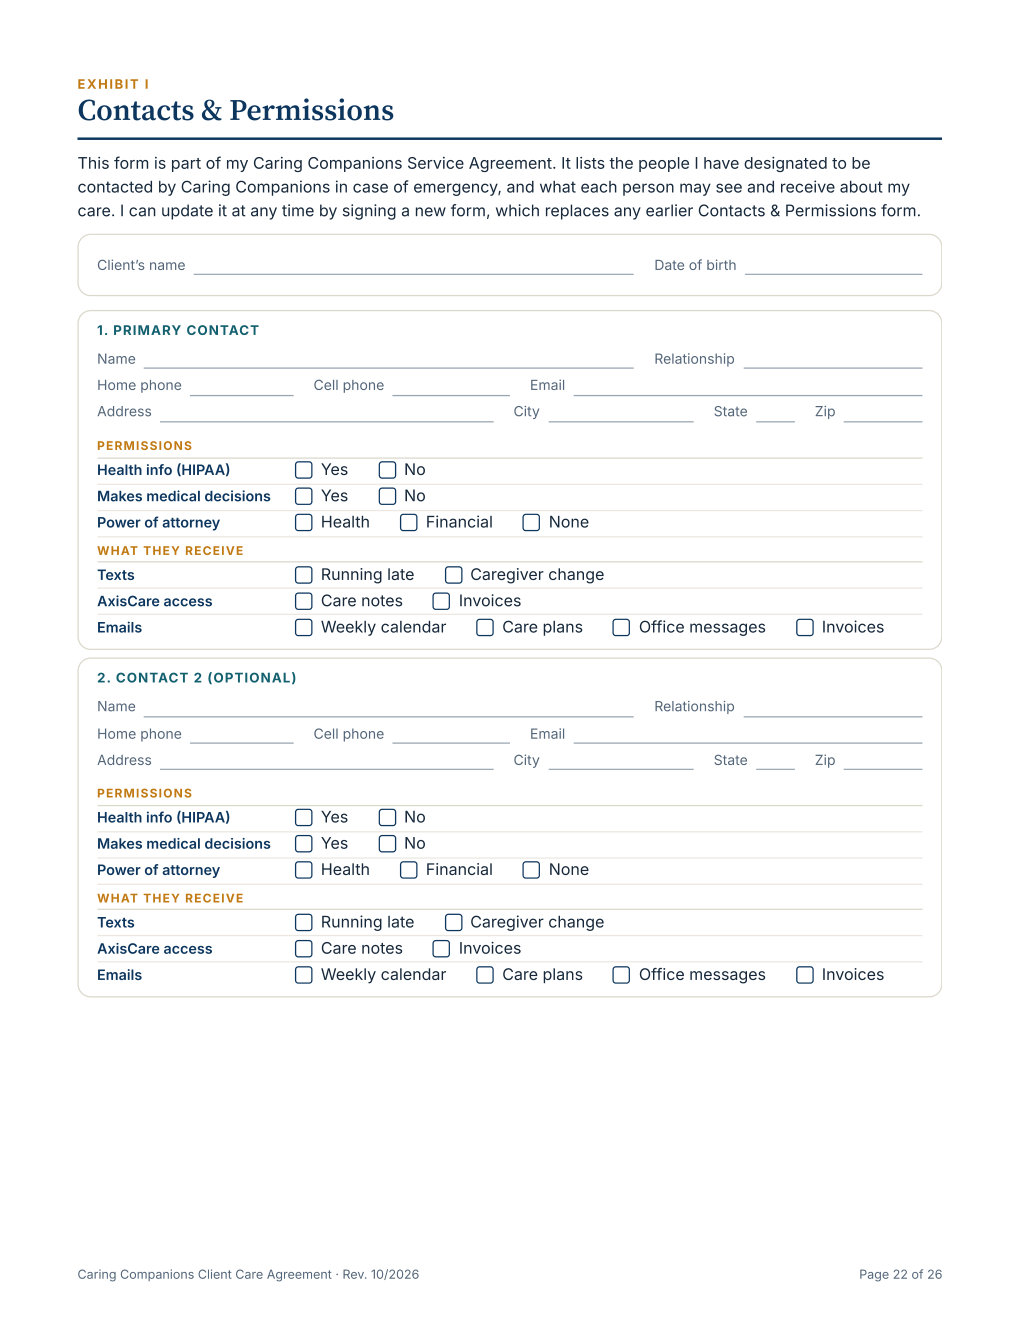 EXHIBIT I
Contacts & Permissions
This form is part of my Caring Companions Service Agreement. It lists the people I have designated to be
contacted by Caring Companions in case of emergency, and what each person may see and receive about my
care. I can update it at any time by signing a new form, which replaces any earlier Contacts & Permissions form.
Client’s name Date of birth
1. PRIMARY CONTACT
Name Relationship
Home phone Cell phone Email
Address City State Zip
PERMISSIONS
Health info (HIPAA) Yes No
Makes medical decisions Yes No
Power of attorney Health Financial None
WHAT THEY RECEIVE
Texts Running late Caregiver change
AxisCare access Care notes Invoices
Emails Weekly calendar Care plans Office messages Invoices
2. CONTACT 2 (OPTIONAL)
Name Relationship
Home phone Cell phone Email
Address City State Zip
PERMISSIONS
Health info (HIPAA) Yes No
Makes medical decisions Yes No
Power of attorney Health Financial None
WHAT THEY RECEIVE
Texts Running late Caregiver change
AxisCare access Care notes Invoices
Emails Weekly calendar Care plans Office messages Invoices
Caring Companions Client Care Agreement · Rev. 10/2026 Page 22 of 26